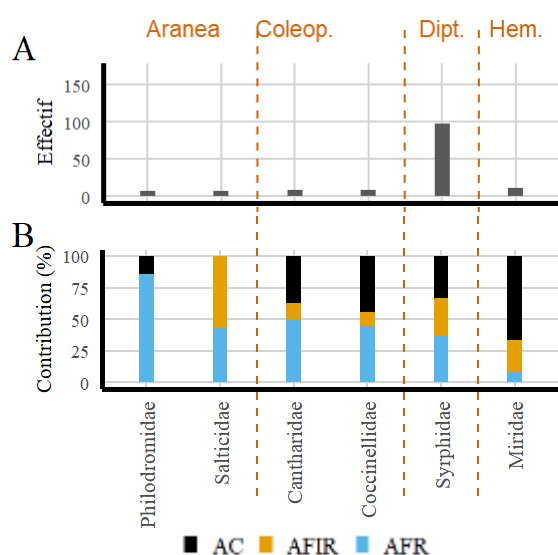 Aranea Coleop. Dipt. Hem.
A
Effectif
150
100
50
0
B
Contribution (%)
100
75
50
25
0
Philodromidae
Salticidae
Cantharidae
Coccinellidae
Syrphidae
Miridae
AC AFIR AFR